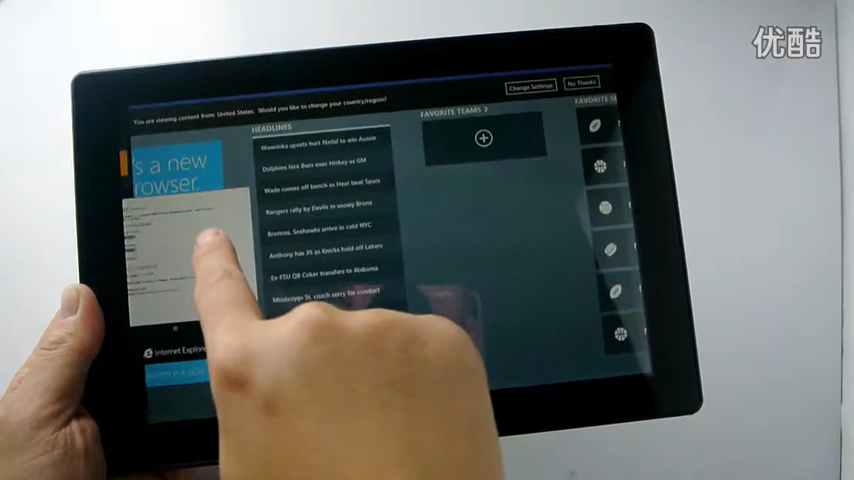 优酷
You are viewing content from: United States. Would you like to change your country/region?
Change Settings
No Thanks
HEADLINES
Wawrinka upsets hurt Nadal to win Aussie
Dolphins hire Bucs exec Hickey as GM
Wade comes off bench as Heat beat Spurs
Rangers rally by Devils in snowy Bronx
Broncos, Seahawks arrive in cold NYC
Anthony has 35 as Knicks hold off Lakers
Ex-FSU QB Coker transfers to Alabama
Mississippi St. coach sorry for conduct
FAVORITE TEAMS >
FAVORITE S
's a new
rowser.
Internet Explore